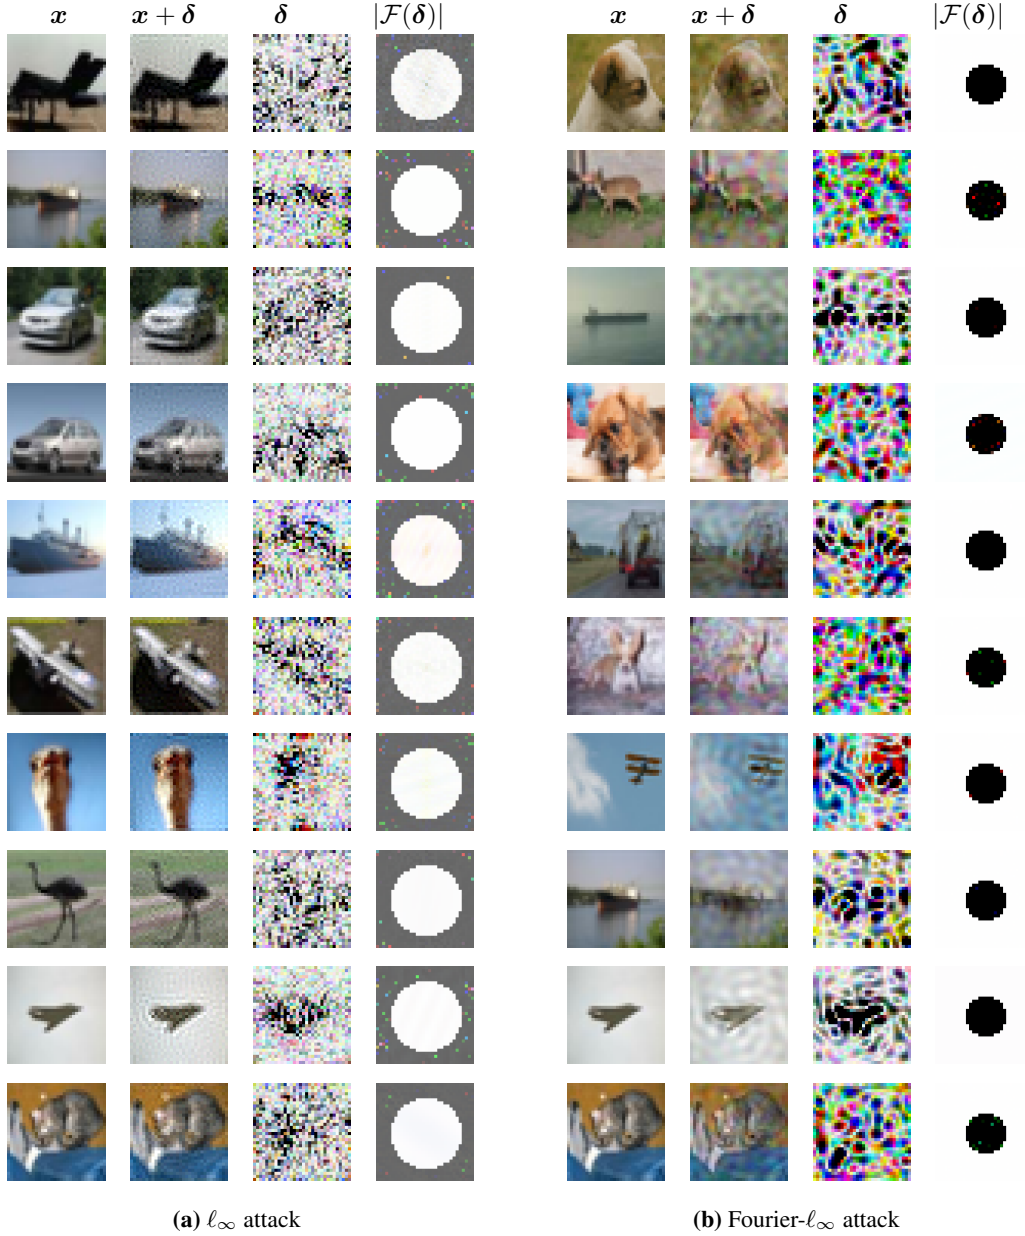 x x + δ δ |F(δ)| x x + δ δ |F(δ)|
(a) ℓ∞ attack (b) Fourier-ℓ∞ attack